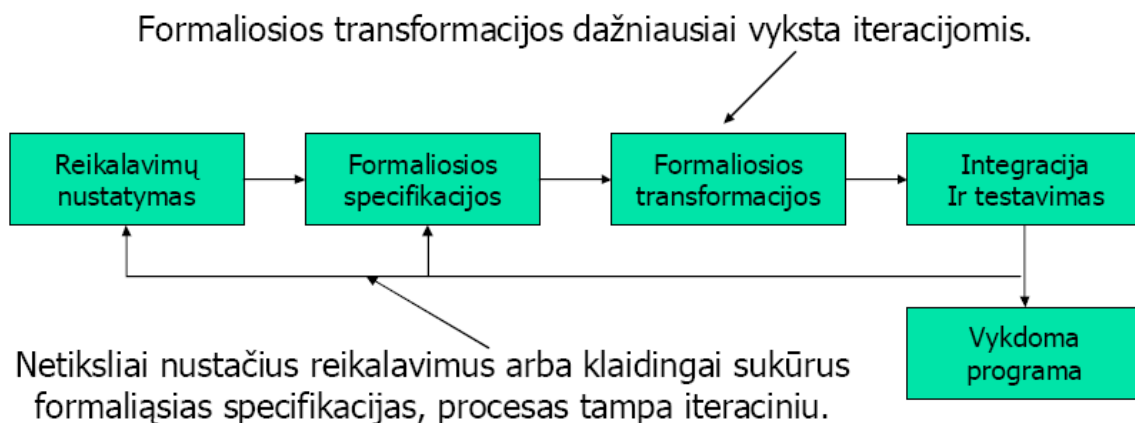 Formaliosios transformacijos dažniausiai vyksta iteracijomis.
Reikalavimų
nustatymas
Formaliosios
specifikacijos
Formaliosios
transformacijos
Integracija
Ir testavimas
Vykdoma
programa
Netiksliai nustačius reikalavimus arba klaidingai sukūrus
formaliąsias specifikacijas, procesas tampa iteraciniu.